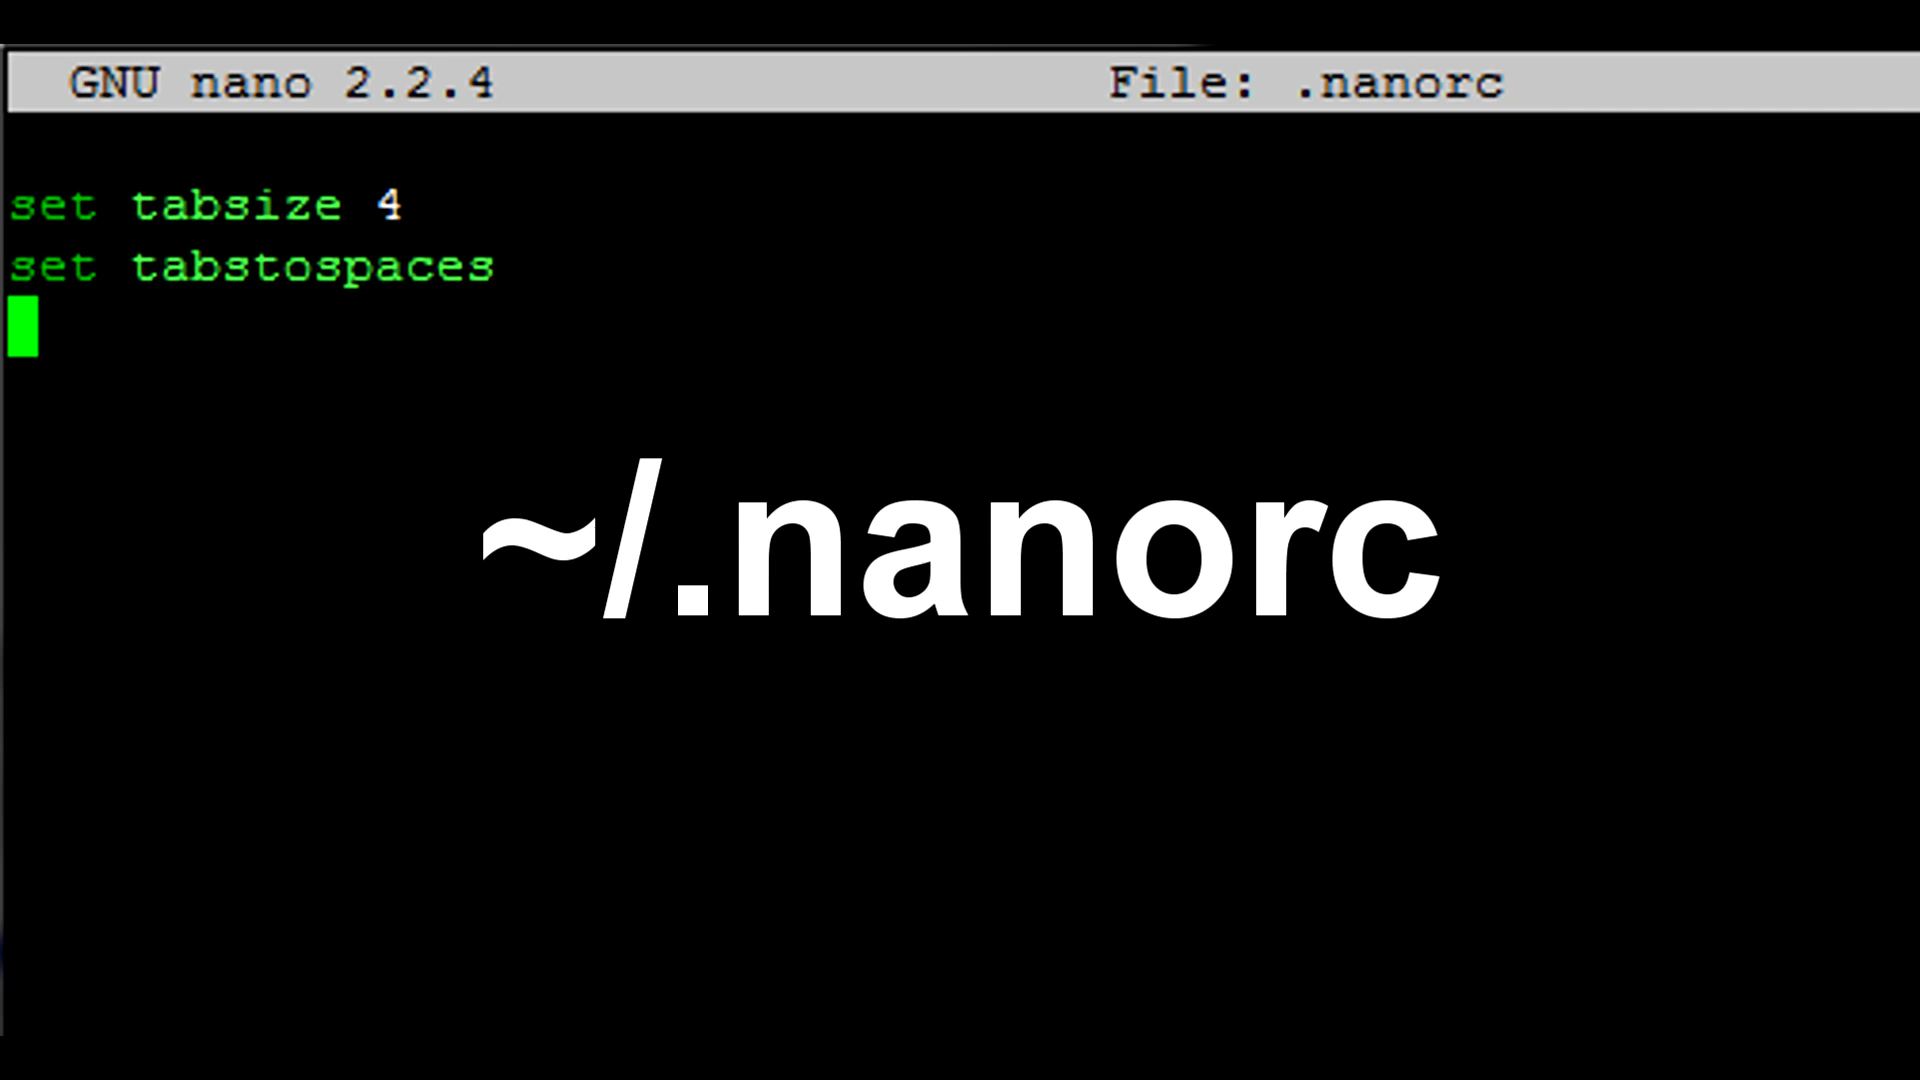 GNU nano 2.2.4 File: .nanorc
set tabsize 4
set tabstospaces
~/.nanorc